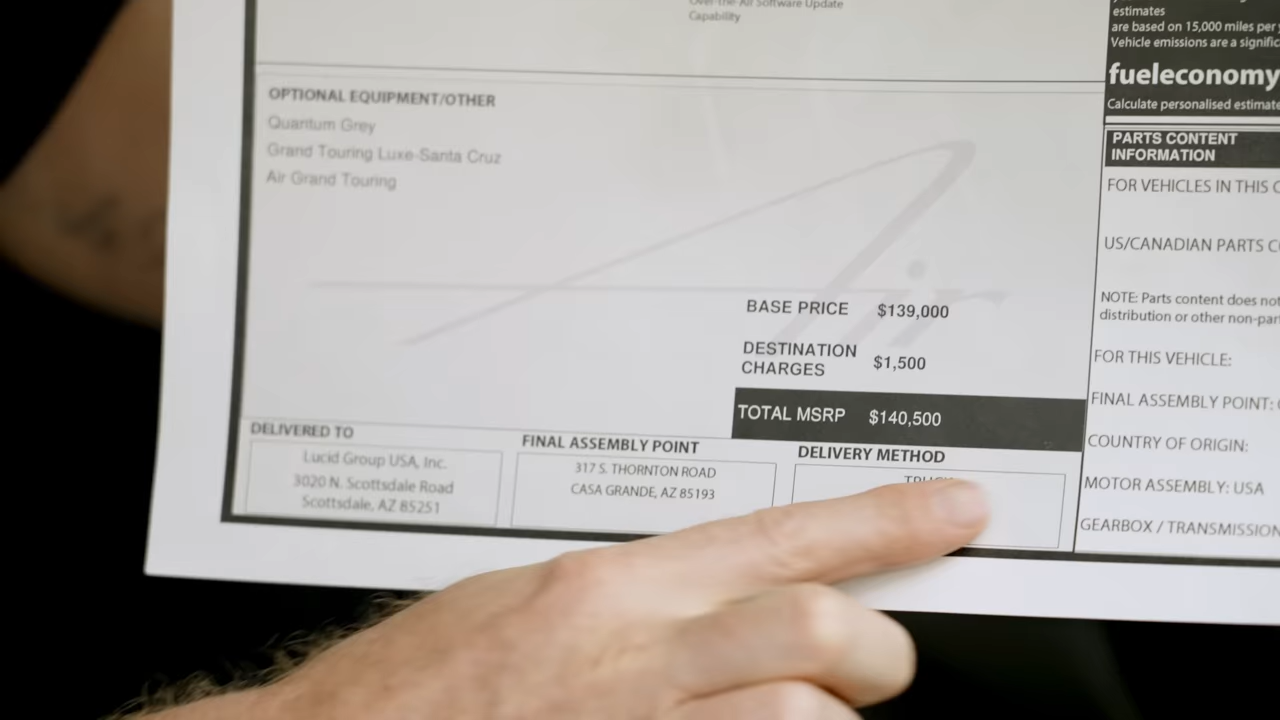 Over-the-Air Software Update
Capability
OPTIONAL EQUIPMENT/OTHER
Quantum Grey
Grand Touring Luxe-Santa Cruz
Air Grand Touring
Air
BASE PRICE $139,000
DESTINATION
CHARGES $1,500
TOTAL MSRP $140,500
DELIVERED TO
Lucid Group USA, Inc.
3020 N. Scottsdale Road
Scottsdale, AZ 85251
FINAL ASSEMBLY POINT
317 S. THORNTON ROAD
CASA GRANDE, AZ 85193
DELIVERY METHOD
estimates
are based on 15,000 miles per
Vehicle emissions are a
fueleconomy
Calculate personalised
PARTS CONTENT
INFORMATION
FOR VEHICLES IN THIS
US/CANADIAN PARTS
NOTE: Parts content does
distribution or other
FOR THIS VEHICLE:
FINAL ASSEMBLY POINT:
COUNTRY OF ORIGIN:
MOTOR ASSEMBLY: USA
GEARBOX / TRANSMISSION